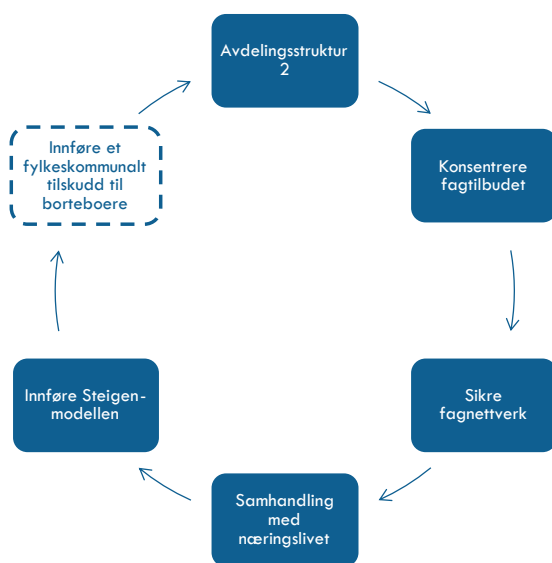 Avdelingsstruktur
2
Konsentrere
fagtilbudet
Sikre
fagnettverk
Samhandling
med
næringslivet
Innføre Steigen-
modellen
Innføre et
fylkeskommunalt
tilskudd til
borteboere